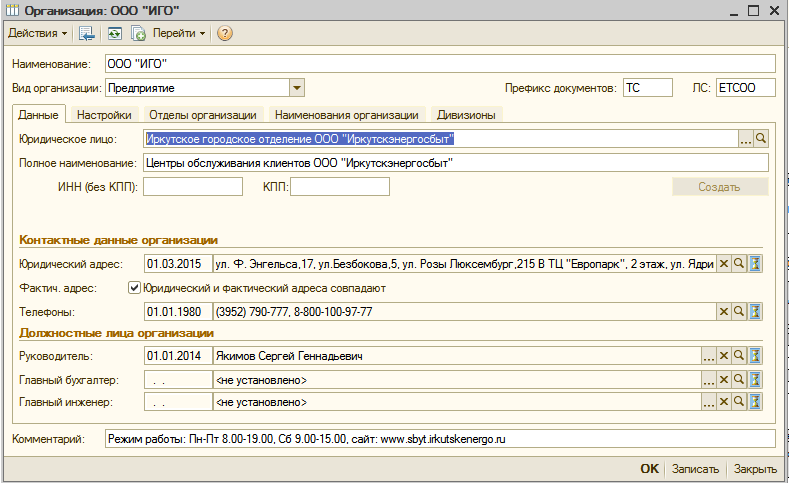 Организация: ООО "ИГО"
Действия Перейти ?
Наименование: ООО "ИГО"
Вид организации: Предприятие Префикс документов: ТС ЛС: ЕТСОО
Данные Настройки Отделы организации Наименования организации Дивизионы
Юридическое лицо: Иркутское городское отделение ООО "Иркутскэнергосбыт" ...
Полное наименование: Центры обслуживания клиентов ООО "Иркутскэнергосбыт"
ИНН (без КПП): КПП: Создать
Контактные данные организации
Юридический адрес: 01.03.2015 ул. Ф. Энгельса,17, ул.Безбокова,5, ул. Розы Люксембург,215 В ТЦ "Европарк", 2 этаж, ул. Ядри
Фактич. адрес: Юридический и фактический адреса совпадают
Телефоны: 01.01.1980 (3952) 790-777, 8-800-100-97-77
Должностные лица организации
Руководитель: 01.01.2014 Якимов Сергей Геннадьевич ...
Главный бухгалтер: . . <не установлено> ...
Главный инженер: . . <не установлено> ...
Комментарий: Режим работы: Пн-Пт 8.00-19.00, Сб 9.00-15.00, сайт: www.sbyt.irkutskenergo.ru
OK Записать Закрыть